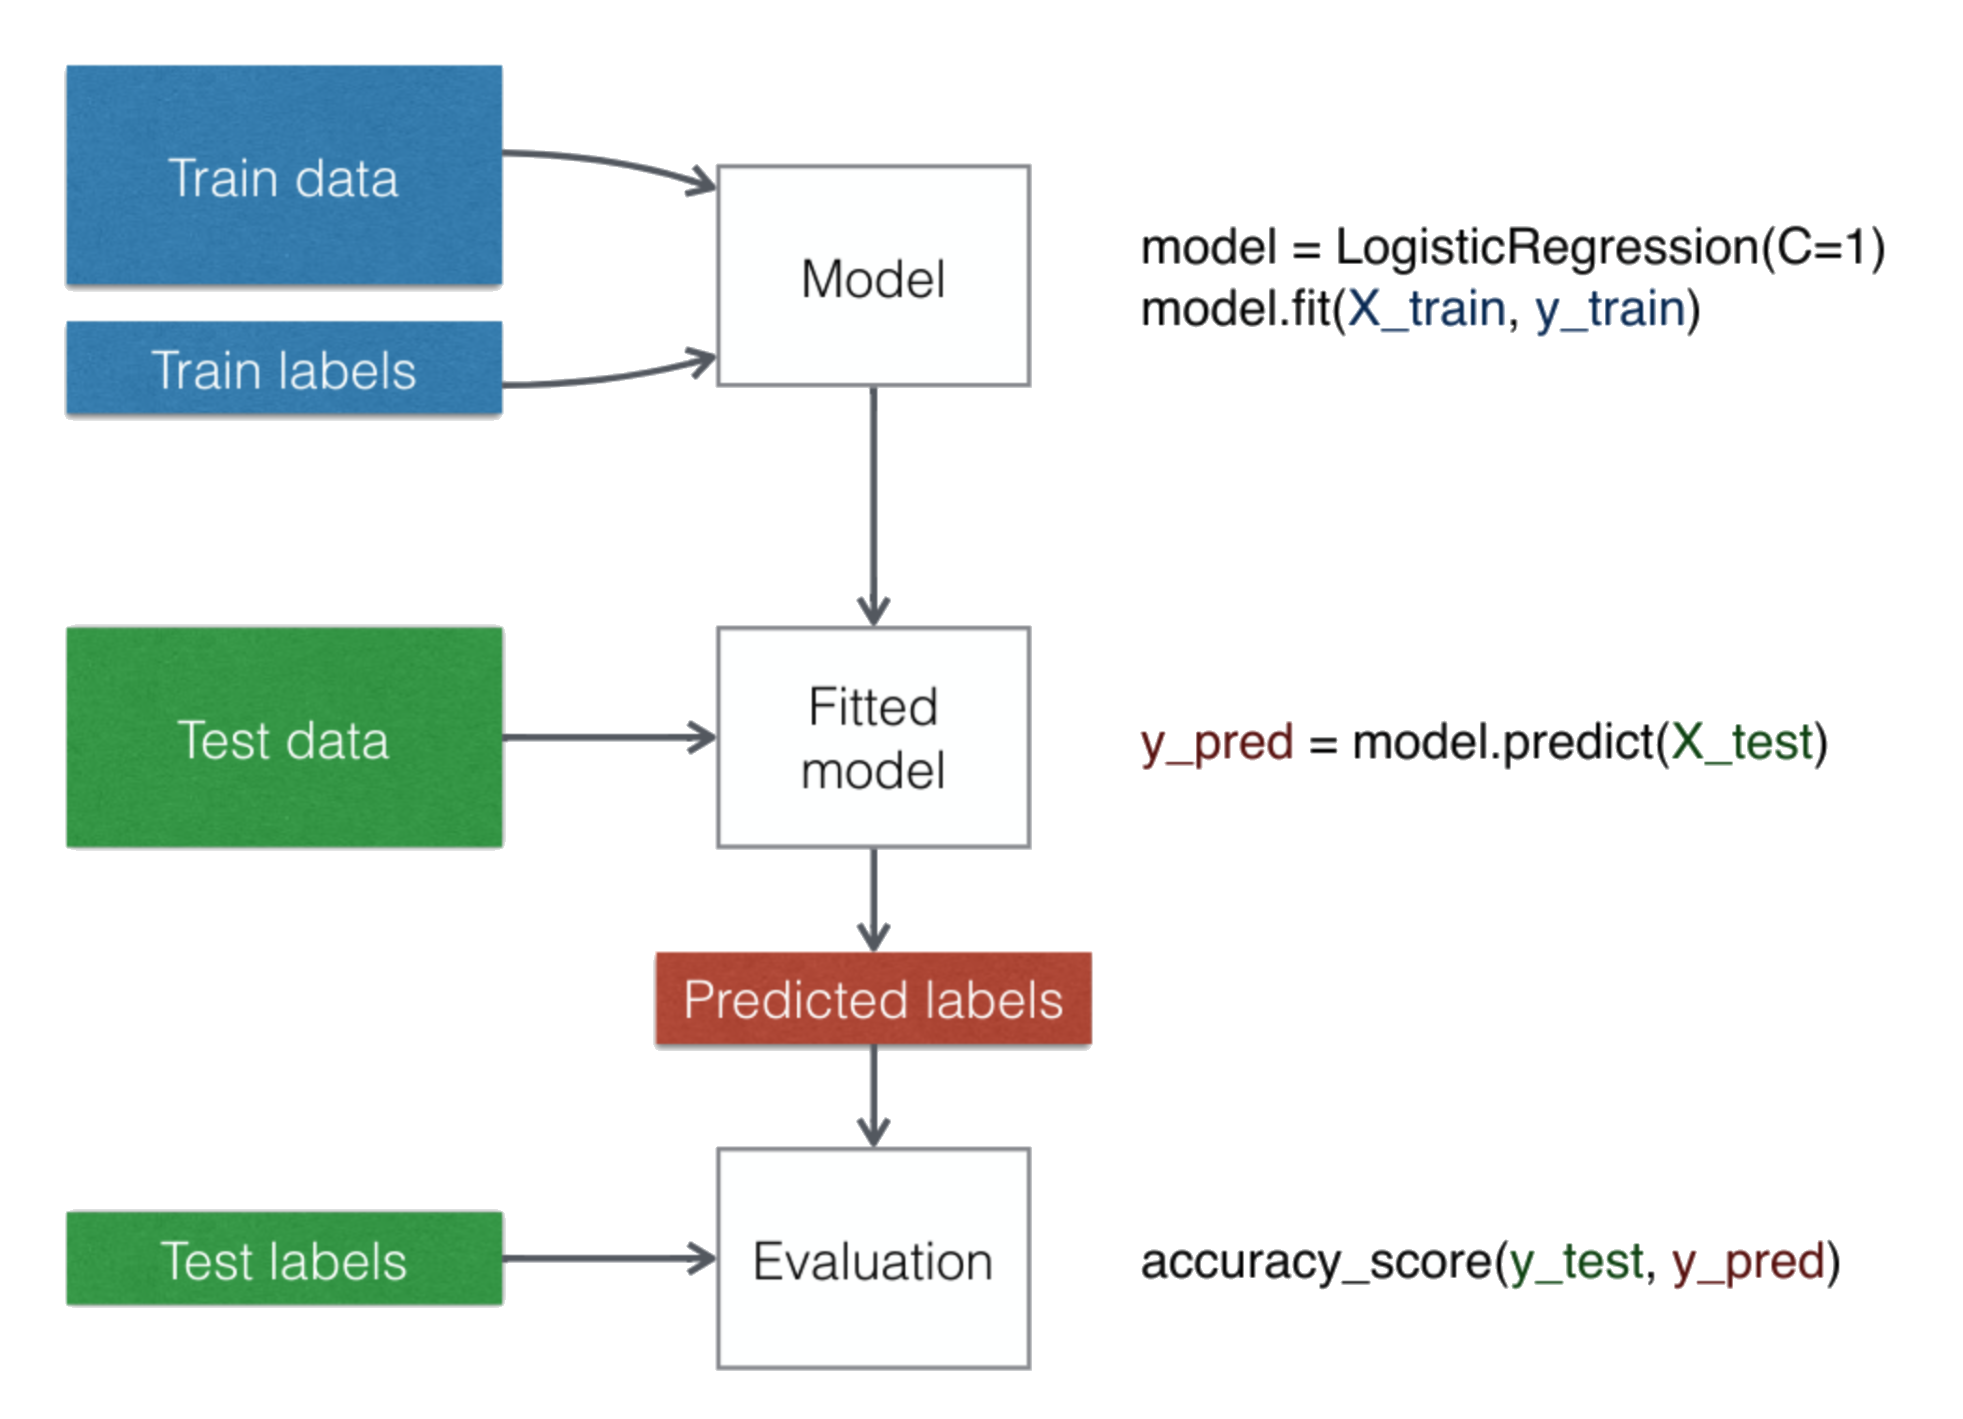 Train data
Train labels
Model
model = LogisticRegression(C=1)
model.fit(X_train, y_train)
Test data
Fitted
model
y_pred = model.predict(X_test)
Predicted labels
Test labels
Evaluation
accuracy_score(y_test, y_pred)